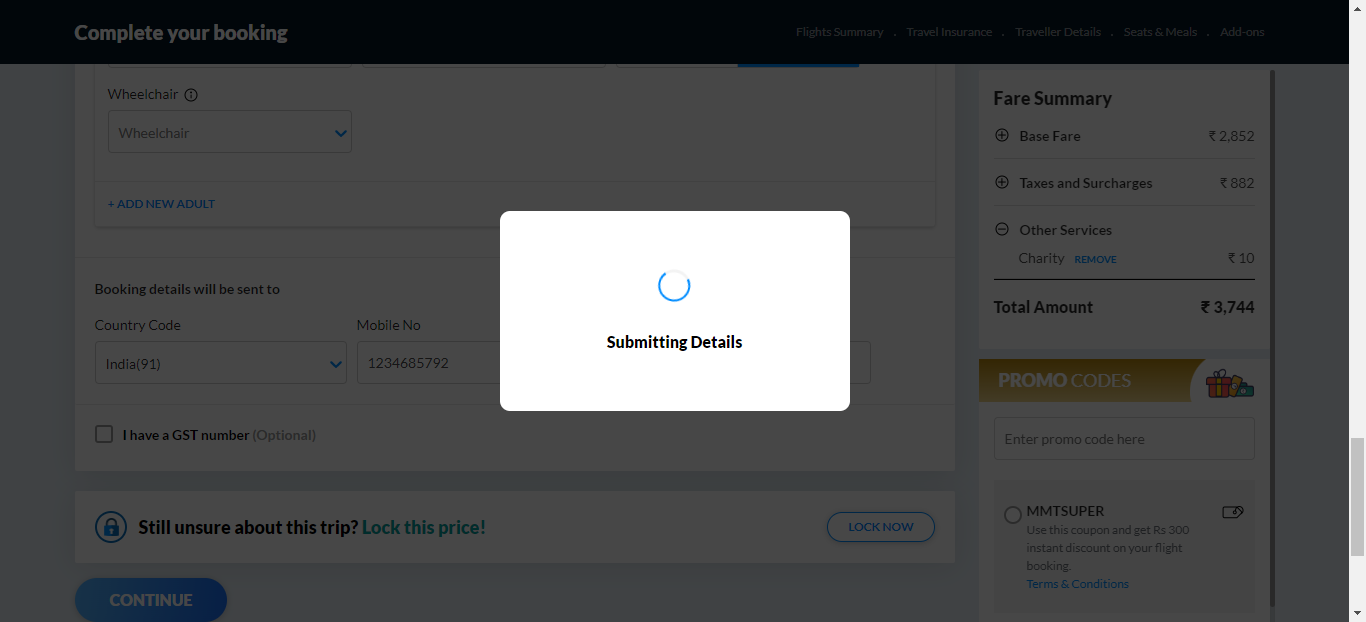 Complete your booking
Flights Summary . Travel Insurance . Traveller Details . Seats & Meals . Add-ons
Wheelchair
Wheelchair
+ ADD NEW ADULT
Booking details will be sent to
Country Code
Mobile No
India(91)
1234685792
I have a GST number (Optional)
Still unsure about this trip? Lock this price!
LOCK NOW
CONTINUE
Submitting Details
Fare Summary
Base Fare ₹ 2,852
Taxes and Surcharges ₹ 882
Other Services
Charity REMOVE ₹ 10
Total Amount ₹ 3,744
PROMO CODES
Enter promo code here
MMTSUPER
Use this coupon and get Rs 300
instant discount on your flight
booking.
Terms & Conditions